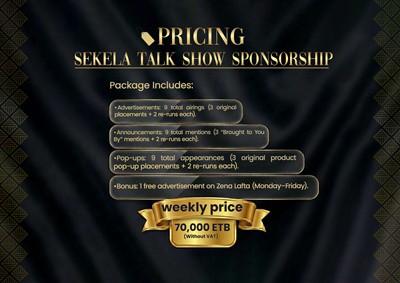 PRICING
SEKELA TALK SHOW SPONSORSHIP
Package Includes:
•Advertisements: 9 total airings (3 original
placements + 2 re-runs each).
•Announcements: 9 total mentions (3 "Brought to You
By" mentions + 2 re-runs each).
•Pop-ups: 9 total appearances (3 original product
pop-up placements + 2 re-runs each).
•Bonus: 1 free advertisement on Zena Lafta (Monday–Friday).
weekly price
70,000 ETB
(Without VAT)